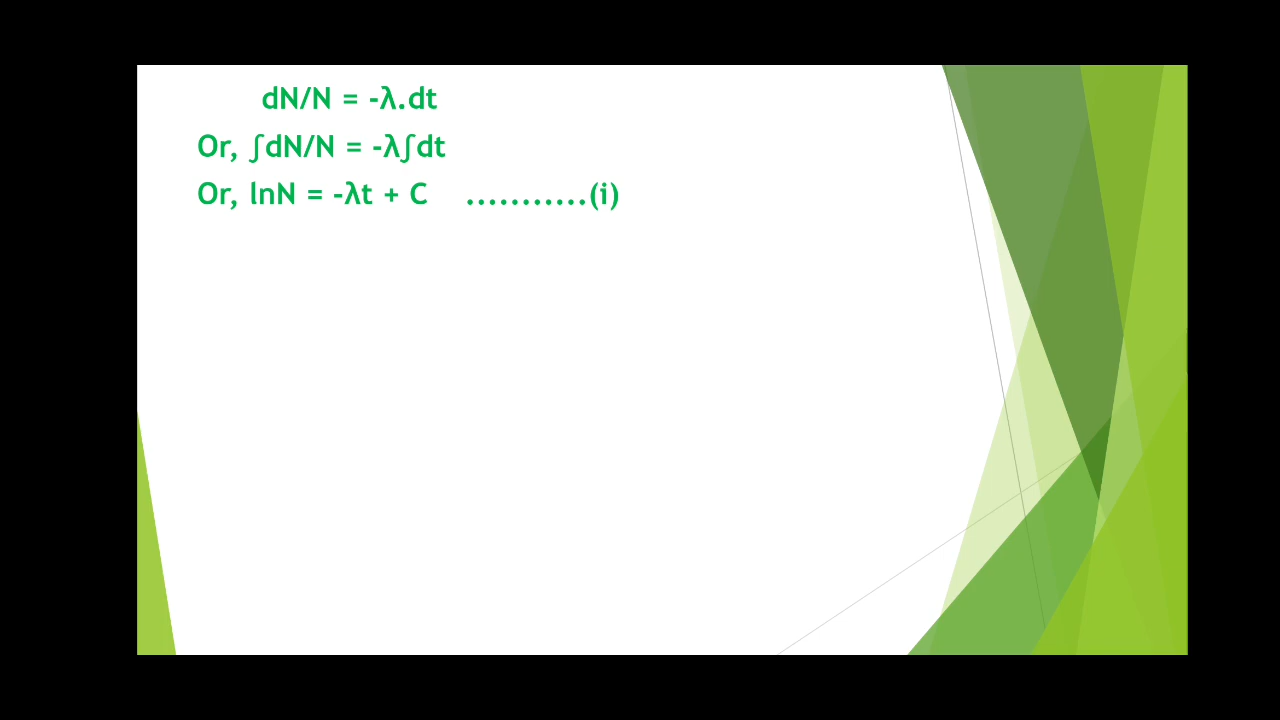 dN/N = -λ.dt
Or, ∫dN/N = -λ∫dt
Or, lnN = -λt + C ...........(i)